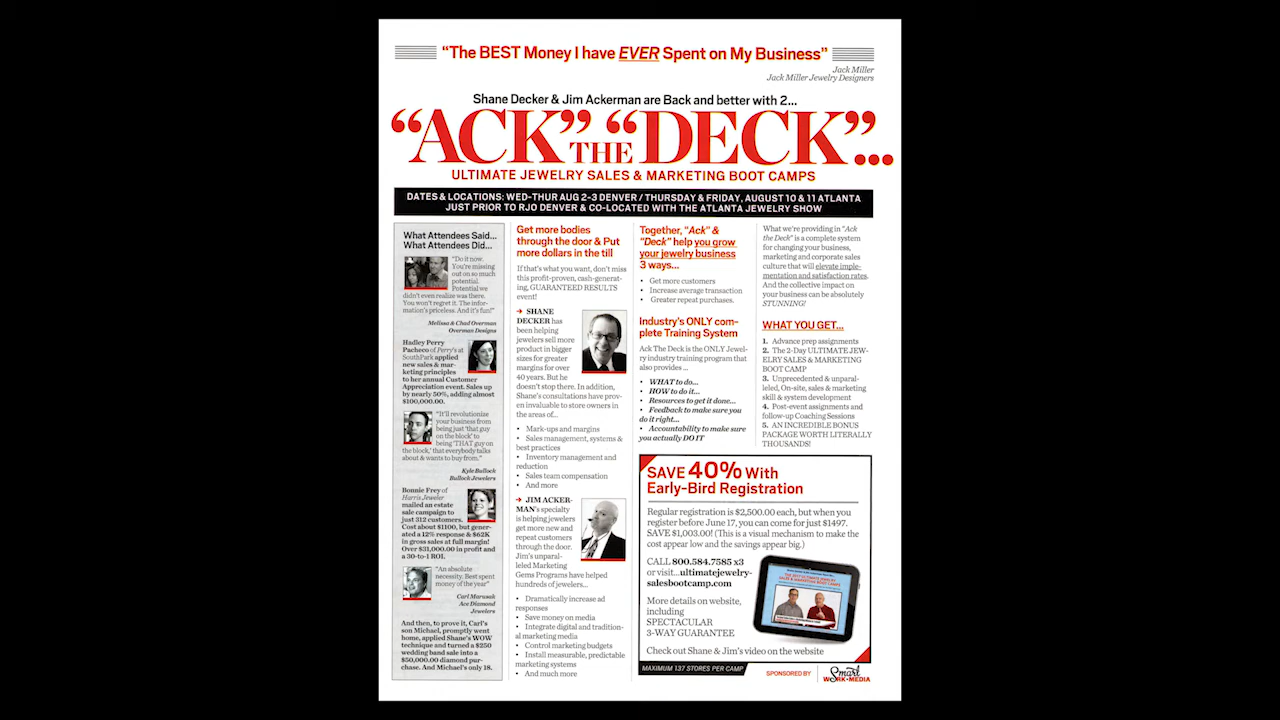 “The BEST Money I have EVER Spent on My Business”
Jack Miller
Jack Miller Jewelry Designers
Shane Decker & Jim Ackerman are Back and better with 2...
“ACK” THE “DECK”...
ULTIMATE JEWELRY SALES & MARKETING BOOT CAMPS
DATES & LOCATIONS: WED-THUR AUG 2-3 DENVER / THURSDAY & FRIDAY, AUGUST 10 & 11 ATLANTA
JUST PRIOR TO RJO DENVER & CO-LOCATED WITH THE ATLANTA JEWELRY SHOW
What Attendees Said...
What Attendees Did...
"Do it now.
You're missing
out on so much
potential.
Potential we
didn't even realize was there.
You won't regret it. The infor-
mation's priceless. And it's fun!"
Melissa & Chad Overman
Overman Designs
Hadley Perry
Pacheco of Perry's at
SouthPark applied
new sales & mar-
keting principles
to her annual Customer
Appreciation event. Sales up
by nearly 50%, adding almost
$100,000.00.
"It'll revolutionize
your business from
being just 'that guy
on the block' to
being 'THAT guy on
the block,' that everybody talks
about & wants to buy from."
Kyle Bullock
Bullock Jewelers
Bonnie Frey of
Harris Jeweler
mailed an estate
sale campaign to
just 312 customers.
Cost about $1100, but gener-
ated a 12% response & $62K
in gross sales at full margin!
Over $31,000.00 in profit and
a 30-to-1 ROI.
"An absolute
necessity. Best spent
money of the year"
Carl Marusak
Ace Diamond
Jewelers
And then, to prove it, Carl's
son Michael, promptly went
home, applied Shane's WOW
technique and turned a $250
wedding band sale into a
$50,000.00 diamond pur-
chase. And Michael's only 18.
Get more bodies
through the door & Put
more dollars in the till
If that's what you want, don't miss
this profit-proven, cash-generat-
ing, GUARANTEED RESULTS
event!
➔ SHANE
DECKER has
been helping
jewelers sell more
product in bigger
sizes for greater
margins for over
40 years. But he
doesn't stop there. In addition,
Shane's consultations have prov-
en invaluable to store owners in
the areas of...
• Mark-ups and margins
• Sales management, systems &
best practices
• Inventory management and
reduction
• Sales team compensation
• And more
➔ JIM ACKER-
MAN's specialty
is helping jewelers
get more new and
repeat customers
through the door.
Jim's unparal-
leled Marketing
Gems Programs have helped
hundreds of jewelers...
• Dramatically increase ad
responses
• Save money on media
• Integrate digital and tradition-
al marketing media
• Control marketing budgets
• Install measurable, predictable
marketing systems
• And much more
Together, "Ack" &
"Deck" help you grow
your jewelry business
3 ways...
• Get more customers
• Increase average transaction
• Greater repeat purchases.
Industry's ONLY com-
plete Training System
Ack The Deck is the ONLY Jewel-
ry industry training program that
also provides ...
• WHAT to do...
• HOW to do it...
• Resources to get it done...
• Feedback to make sure you
do it right...
• Accountability to make sure
you actually DO IT
What we're providing in "Ack
the Deck" is a complete system
for changing your business,
marketing and corporate sales
culture that will elevate imple-
mentation and satisfaction rates.
And the collective impact on
your business can be absolutely
STUNNING!
WHAT YOU GET...
1. Advance prep assignments
2. The 2-Day ULTIMATE JEW-
ELRY SALES & MARKETING
BOOT CAMP
3. Unprecedented & unparal-
leled, On-site, sales & marketing
skill & system development
4. Post-event assignments and
follow-up Coaching Sessions
5. AN INCREDIBLE BONUS
PACKAGE WORTH LITERALLY
THOUSANDS!
SAVE 40% With
Early-Bird Registration
Regular registration is $2,500.00 each, but when you
register before June 17, you can come for just $1497.
SAVE $1,003.00! (This is a visual mechanism to make the
cost appear low and the savings appear big.)
CALL 800.584.7585 x3
or visit...ultimatejewelry-
salesbootcamp.com
More details on website,
including
SPECTACULAR
3-WAY GUARANTEE
Check out Shane & Jim's video on the website
MAXIMUM 137 STORES PER CAMP
SPONSORED BY
Smart
WORK•MEDIA